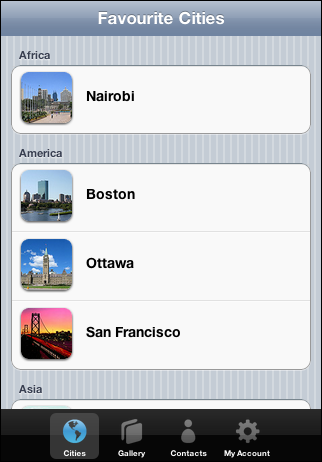 Favourite Cities
Africa
Nairobi
America
Boston
Ottawa
San Francisco
Asia
Cities Gallery Contacts My Account